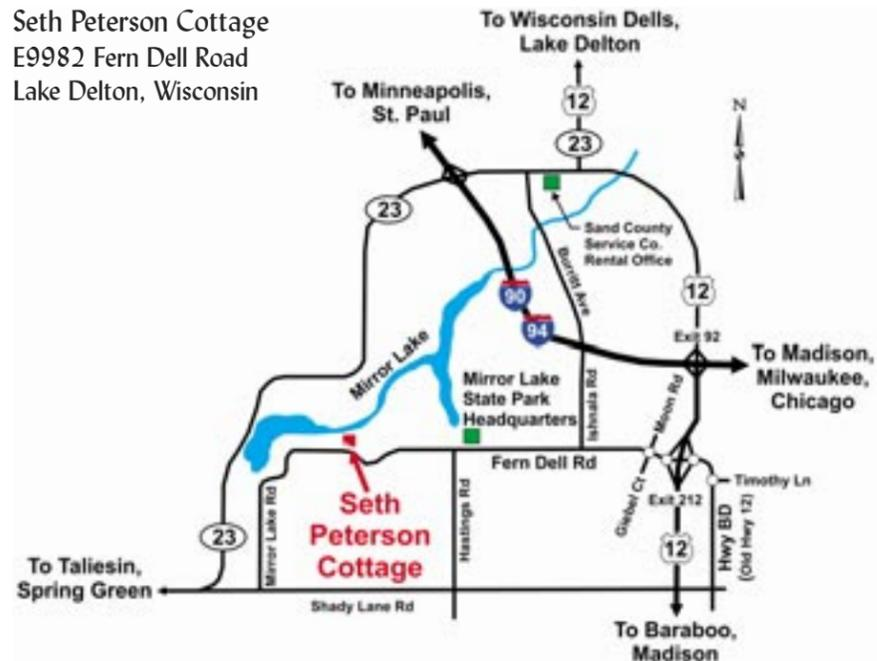 Seth Peterson Cottage
E9982 Fern Dell Road
Lake Delton, Wisconsin
To Wisconsin Dells,
Lake Delton
12
23
To Minneapolis,
St. Paul
N
S
23
Sand County
Service Co.
Rental Office
Burritt Ave
90
94
12
Exit 92
To Madison,
Milwaukee,
Chicago
Mirror Lake
Mirror Lake
State Park
Headquarters
Ishnala Rd
Moon Rd
Fern Dell Rd
Giebel Ct
Exit 212
Timothy Ln
Hwy BD
(Old Hwy 12)
12
Seth
Peterson
Cottage
Mirror Lake Rd
Hastings Rd
23
To Taliesin,
Spring Green
Shady Lane Rd
To Baraboo,
Madison